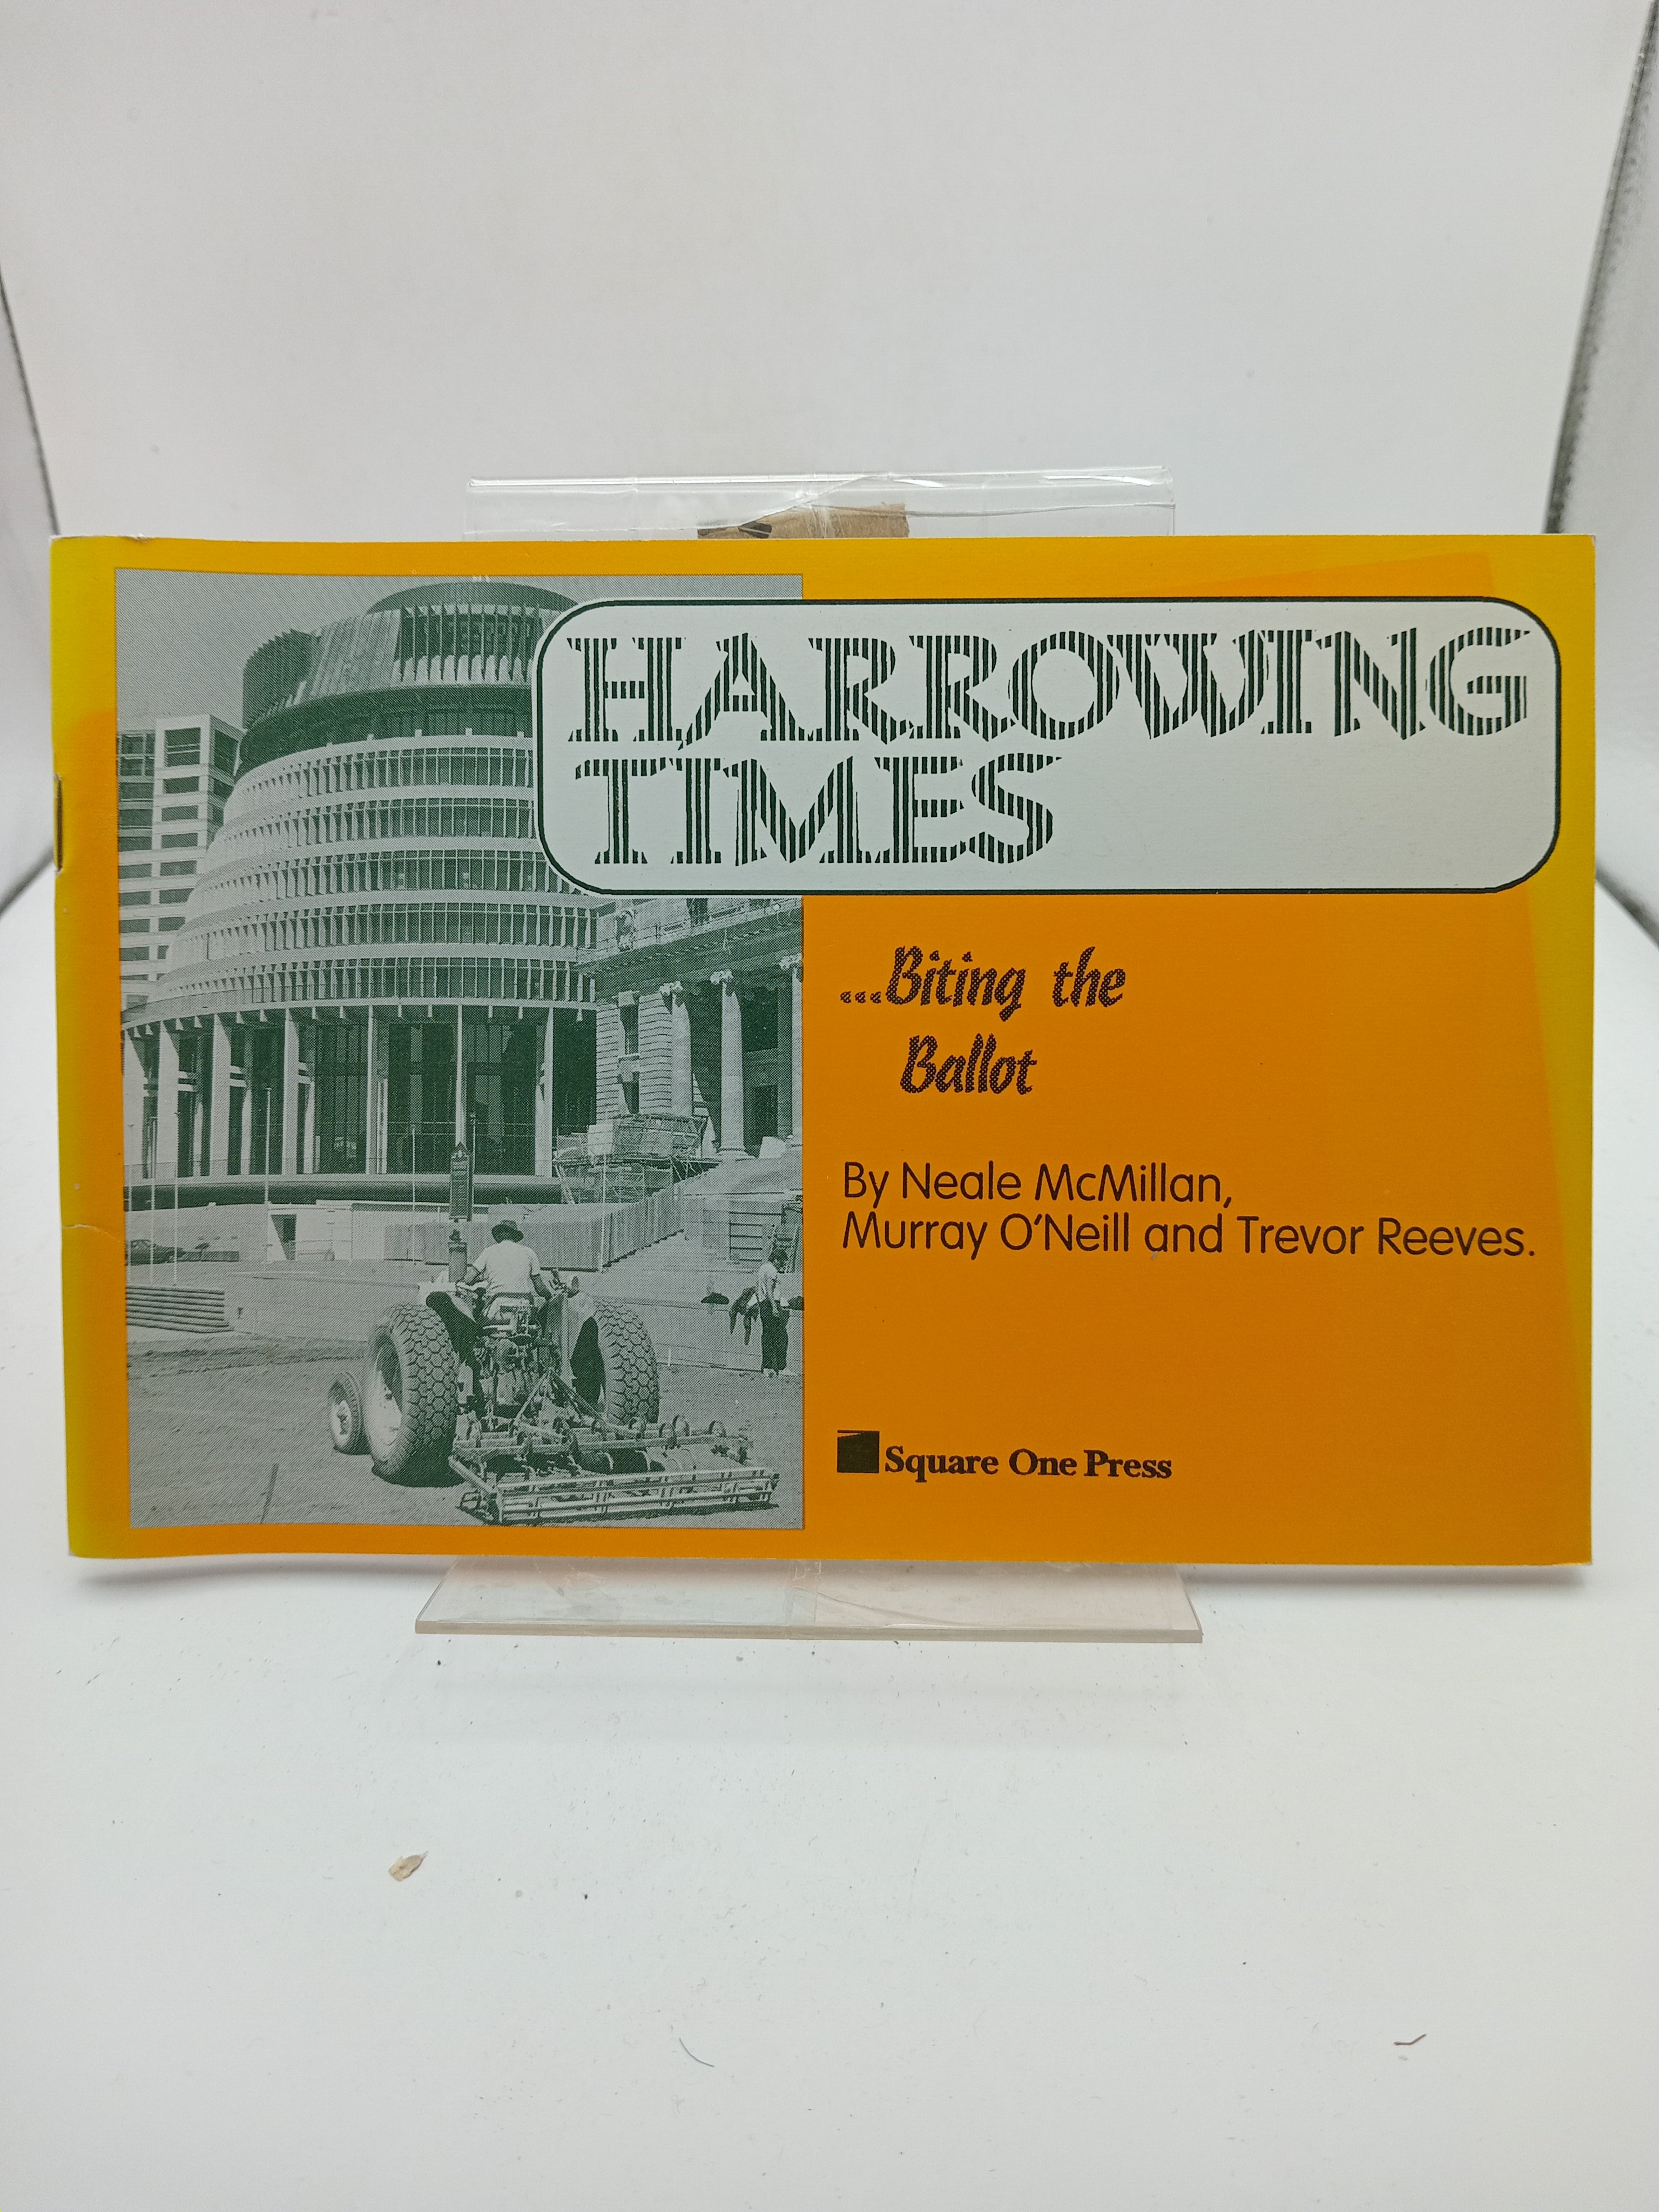 HARROWING
TIMES
...Biting the
Ballot
By Neale McMillan,
Murray O'Neill and Trevor Reeves.
Square One Press